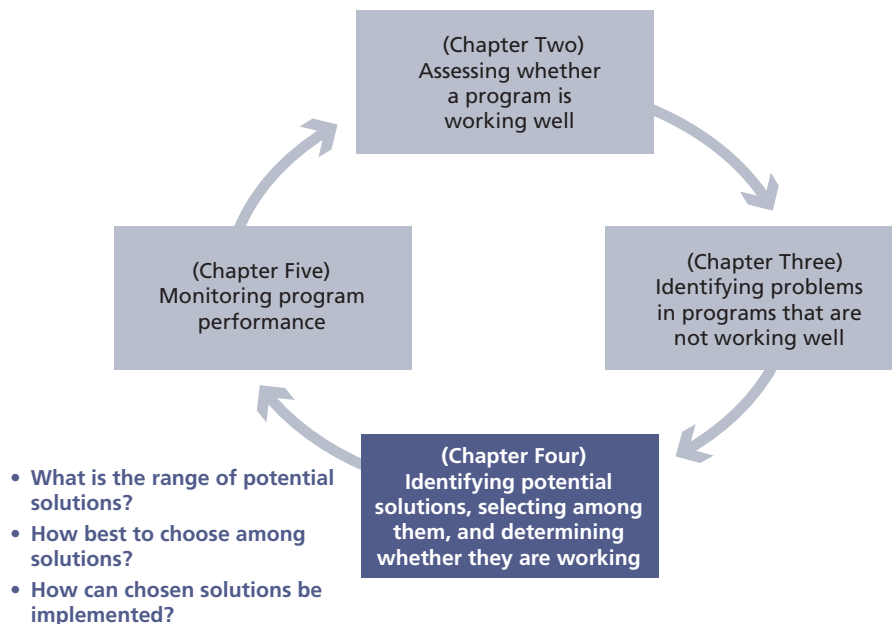 (Chapter Two)
Assessing whether
a program is
working well
(Chapter Five)
Monitoring program
performance
(Chapter Three)
Identifying problems
in programs that are
not working well
(Chapter Four)
Identifying potential
solutions, selecting among
them, and determining
whether they are working
• What is the range of potential
solutions?
• How best to choose among
solutions?
• How can chosen solutions be
implemented?